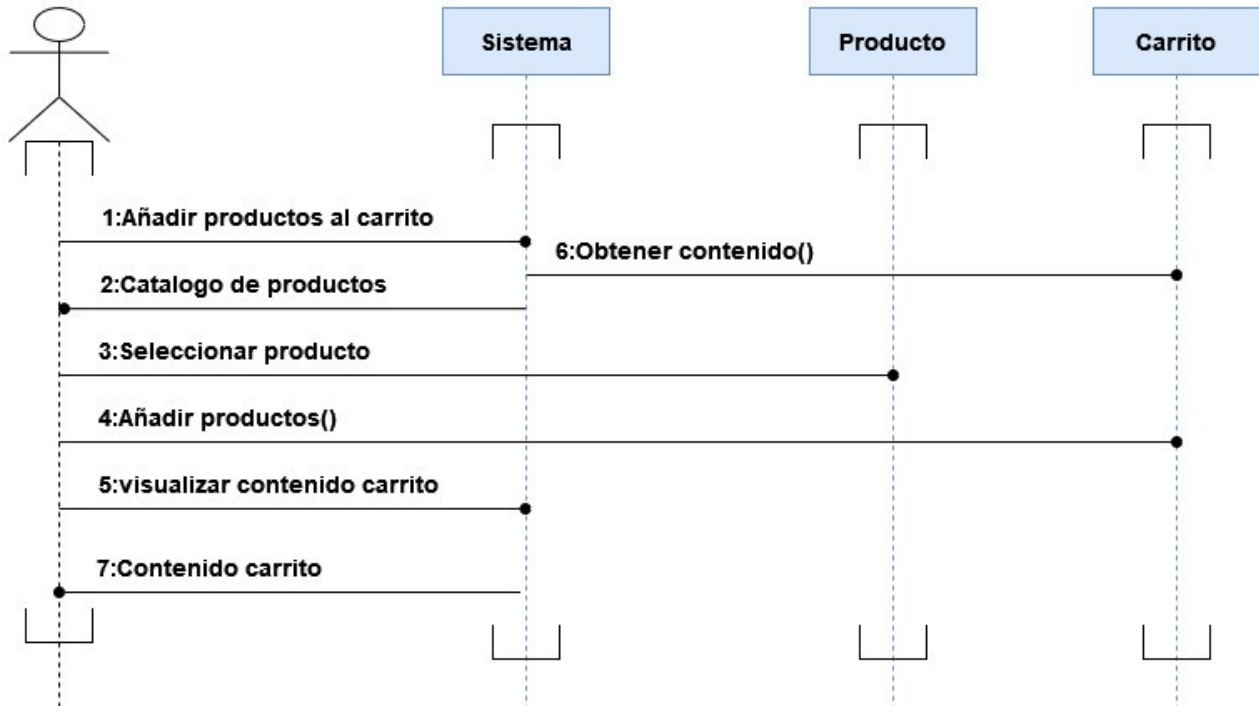 Sistema
Producto
Carrito
1:Añadir productos al carrito
6:Obtener contenido()
2:Catalogo de productos
3:Seleccionar producto
4:Añadir productos()
5:visualizar contenido carrito
7:Contenido carrito